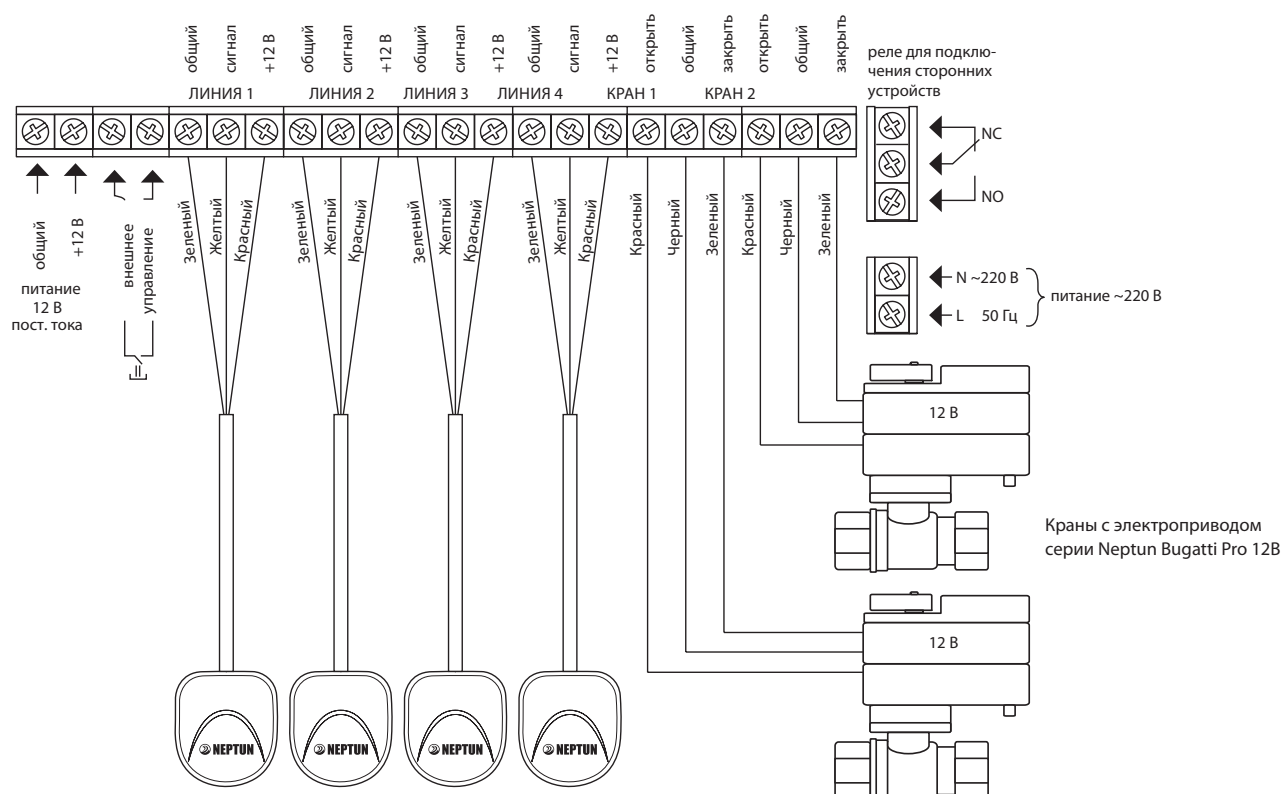 общий
сигнал
+12 В
общий
сигнал
+12 В
общий
сигнал
+12 В
общий
сигнал
+12 В
открыть
общий
закрыть
открыть
общий
закрыть
ЛИНИЯ 1
ЛИНИЯ 2
ЛИНИЯ 3
ЛИНИЯ 4
КРАН 1
КРАН 2
реле для подклю-
чения сторонних
устройств
NC
NO
общий
+12 В
питание
12 В
пост. тока
внешнее
управление
Зеленый
Желтый
Красный
Зеленый
Желтый
Красный
Зеленый
Желтый
Красный
Зеленый
Желтый
Красный
Красный
Черный
Зеленый
Красный
Черный
Зеленый
N ~220 В
L 50 Гц
питание ~220 В
12 В
Краны с электроприводом
серии Neptun Bugatti Pro 12В
12 В
NEPTUN
NEPTUN
NEPTUN
NEPTUN